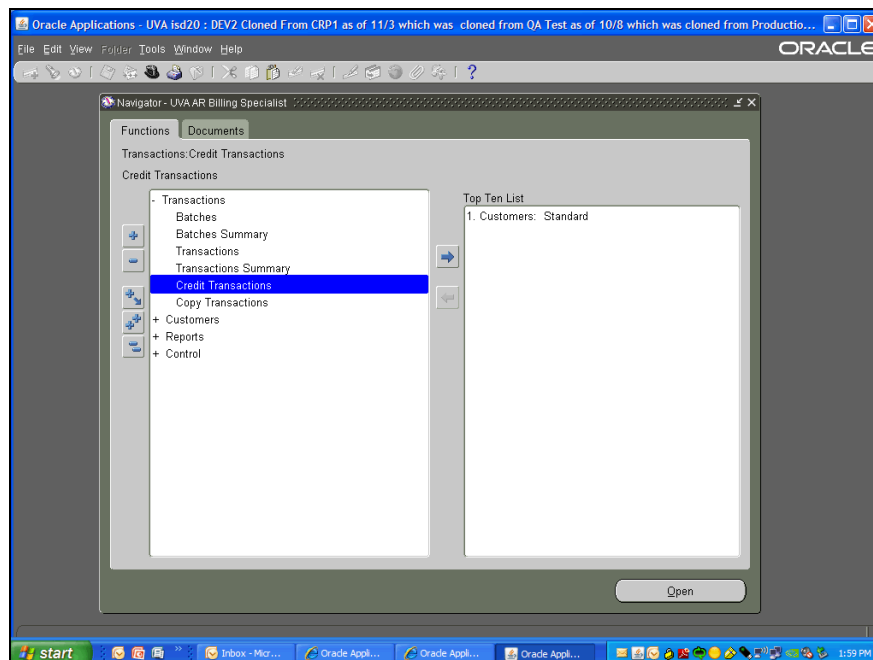 Oracle Applications - UVA isd20 : DEV2 Cloned From CRP1 as of 11/3 which was cloned from QA Test as of 10/8 which was cloned from Productio...
File Edit View Folder Tools Window Help
ORACLE
?
Navigator - UVA AR Billing Specialist
Functions Documents
Transactions:Credit Transactions
Credit Transactions
- Transactions
Batches
Batches Summary
Transactions
Transactions Summary
Credit Transactions
Copy Transactions
+ Customers
+ Reports
+ Control
Top Ten List
1. Customers: Standard
Open
start
Inbox - Micr...
Oracle Appli...
Oracle Appli...
Oracle Appli...
1:59 PM